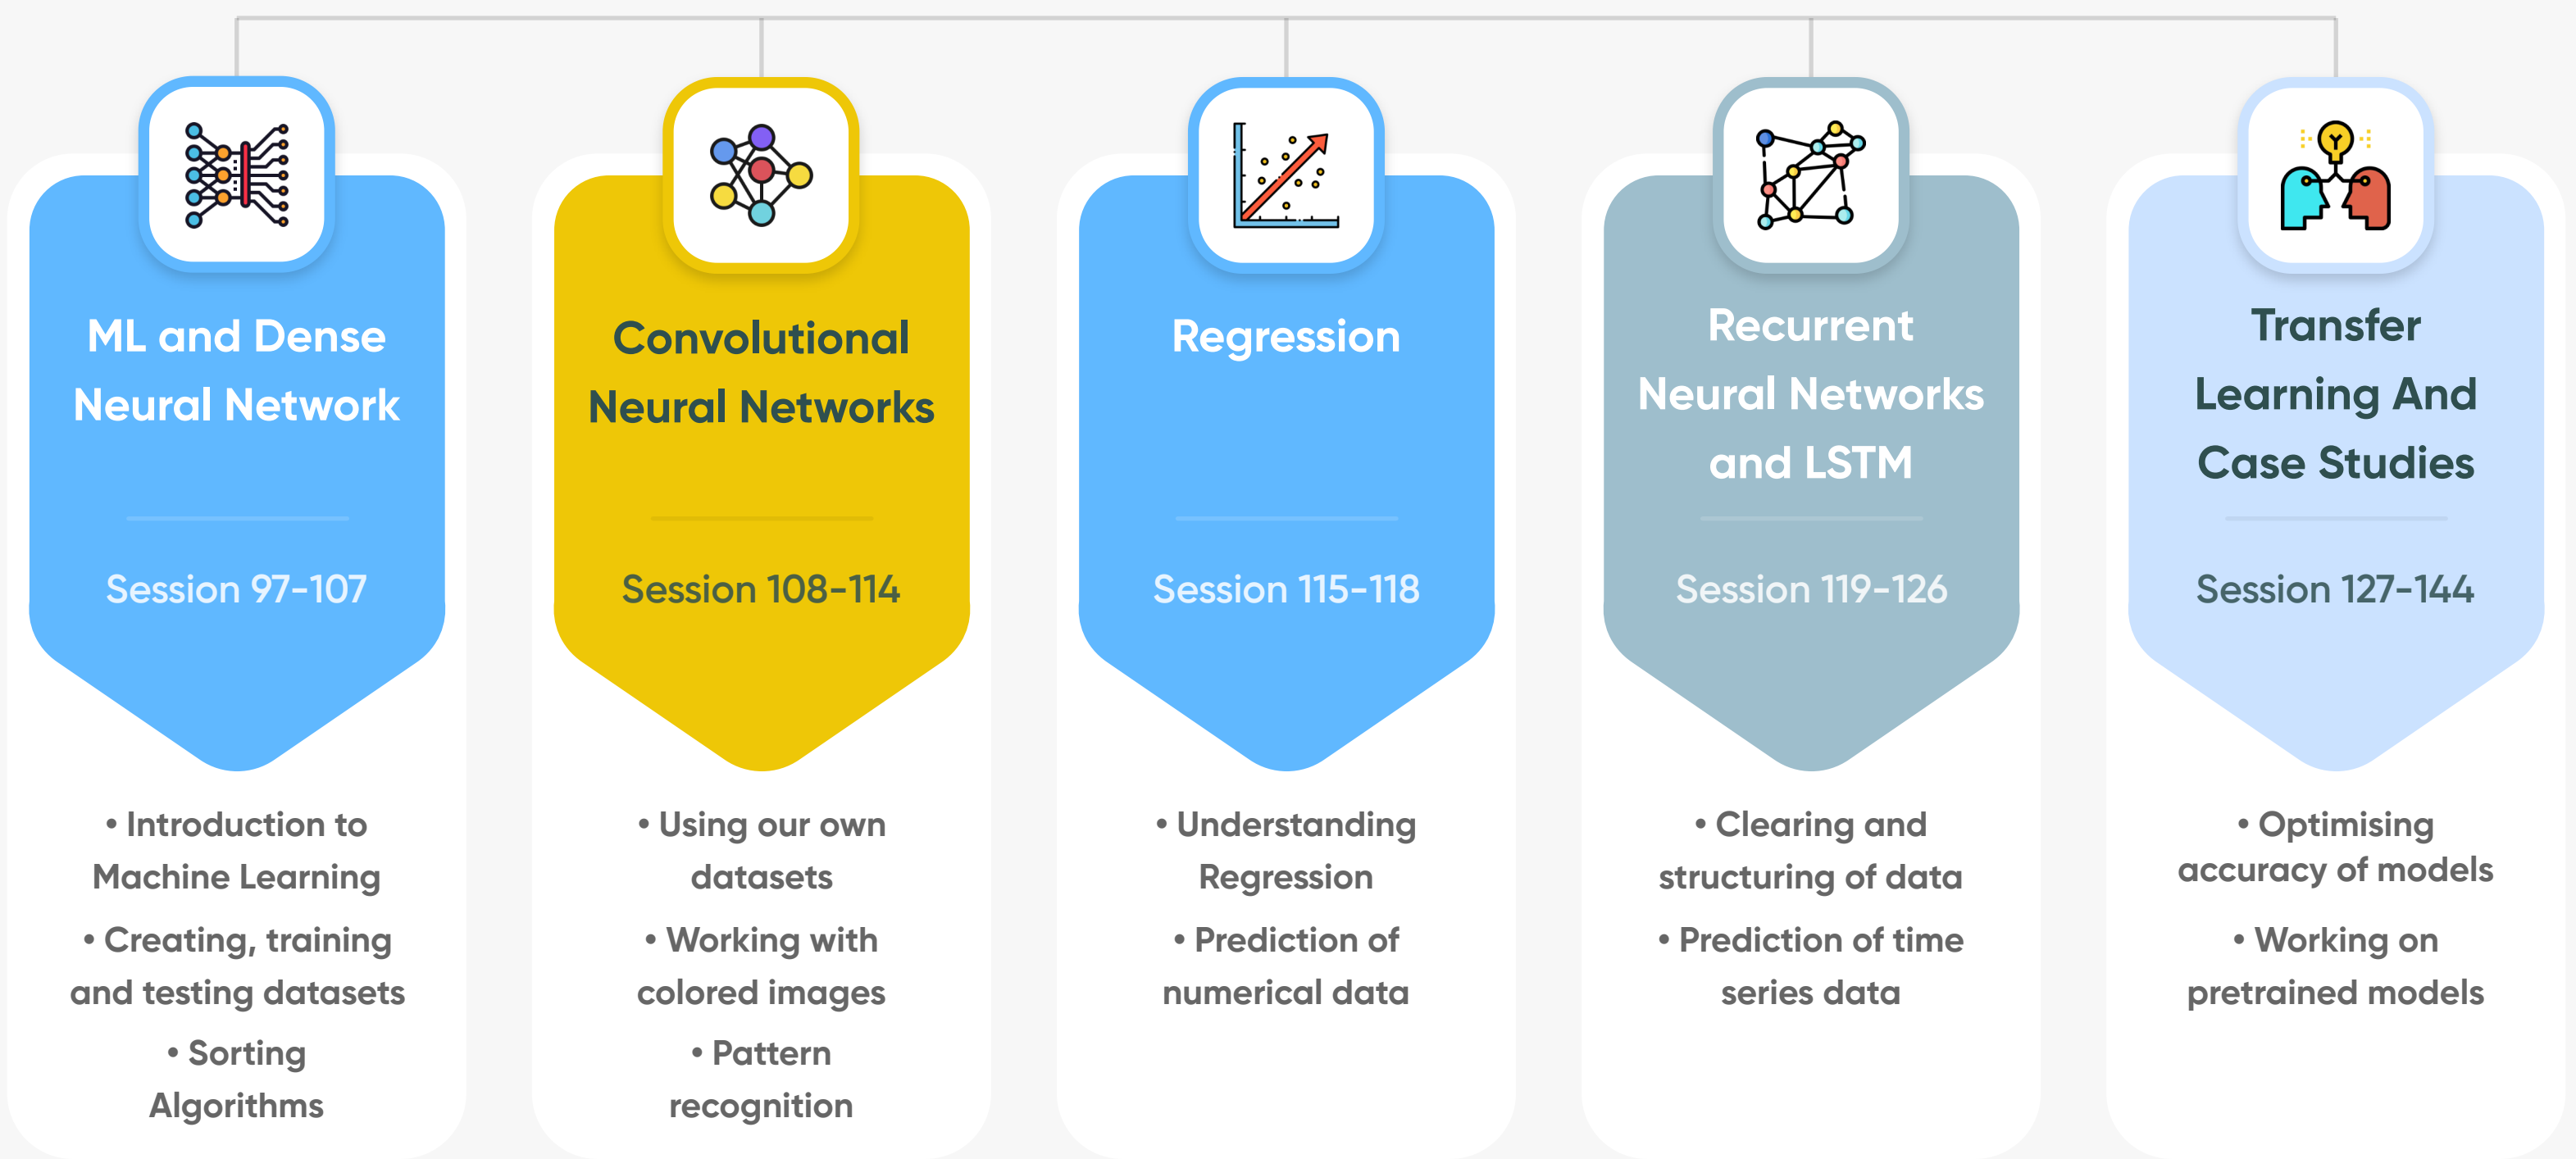 ML and Dense
Neural Network
Session 97-107
• Introduction to
Machine Learning
• Creating, training
and testing datasets
• Sorting
Algorithms
Convolutional
Neural Networks
Session 108-114
• Using our own
datasets
• Working with
colored images
• Pattern
recognition
Regression
Session 115-118
• Understanding
Regression
• Prediction of
numerical data
Recurrent
Neural Networks
and LSTM
Session 119-126
• Clearing and
structuring of data
• Prediction of time
series data
Transfer
Learning And
Case Studies
Session 127-144
• Optimising
accuracy of models
• Working on
pretrained models